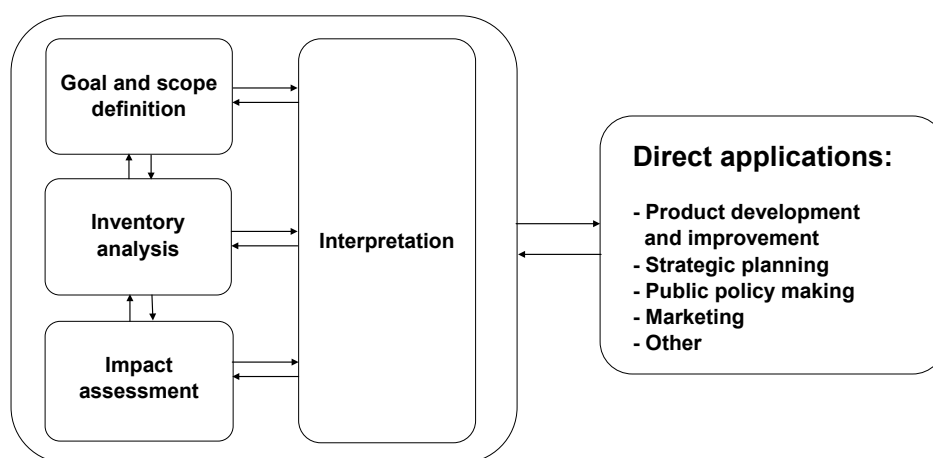 Goal and scope
definition
Inventory
analysis
Impact
assessment
Interpretation
Direct applications:
- Product development
and improvement
- Strategic planning
- Public policy making
- Marketing
- Other